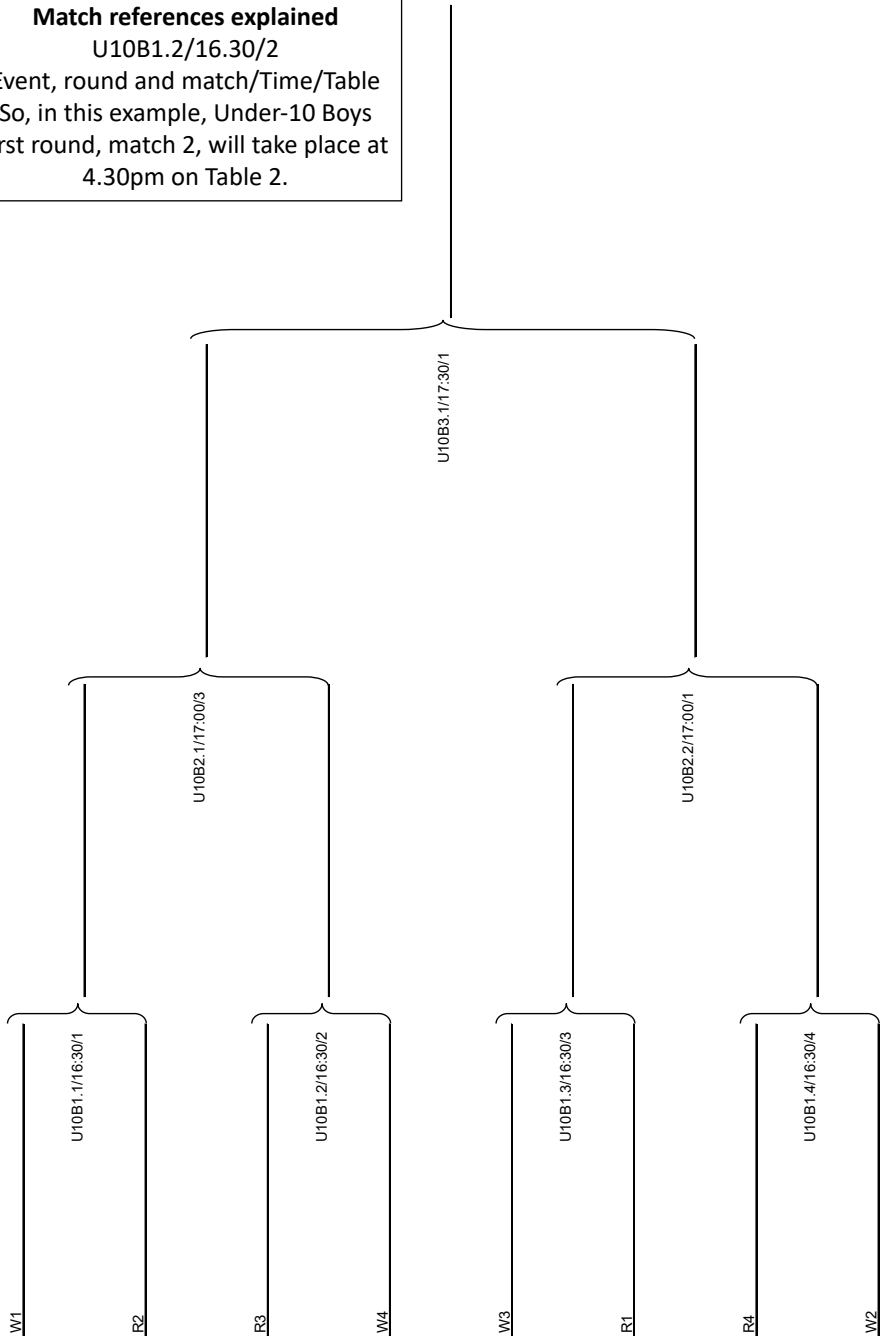 Match references explained
U10B1.2/16.30/2
Event, round and match/Time/Table
So, in this example, Under-10 Boys
rst round, match 2, will take place at
4.30pm on Table 2.
U10B3.1/17:30/1
U10B2.1/17:00/3
U10B2.2/17:00/1
U10B1.1/16:30/1
U10B1.2/16:30/2
U10B1.3/16:30/3
U10B1.4/16:30/4
W1
R2
R3
W4
W3
R1
R4
W2